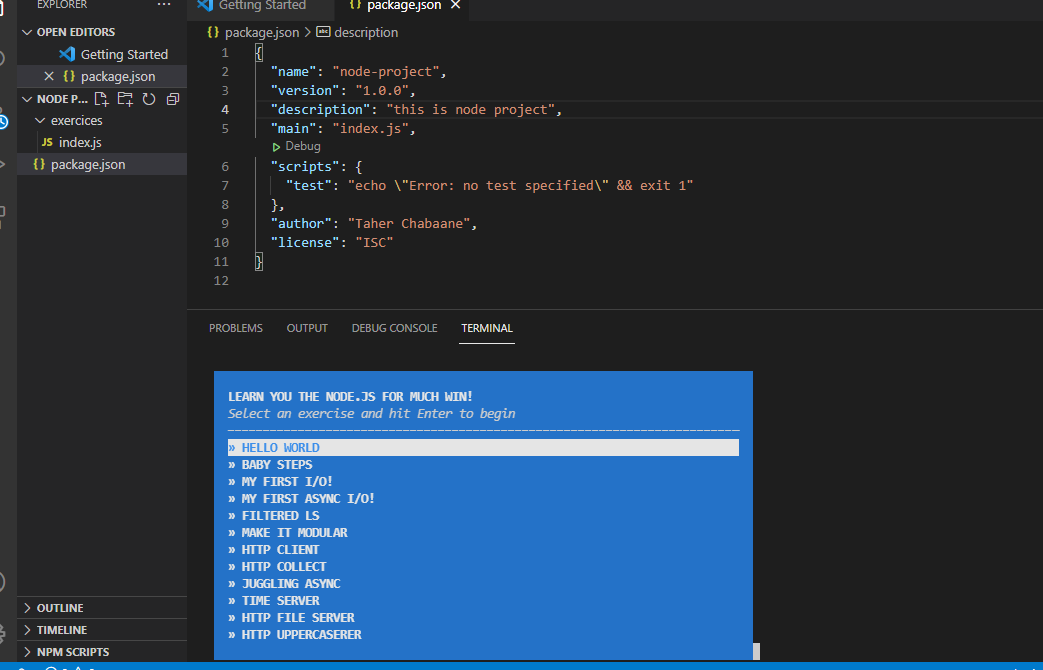 EXPLORER ···
OPEN EDITORS
Getting Started
{} package.json
NODE P...
exercices
JS index.js
{} package.json
OUTLINE
TIMELINE
NPM SCRIPTS
Getting Started {} package.json
{} package.json > abc description
1 {
2 "name": "node-project",
3 "version": "1.0.0",
4 "description": "this is node project",
5 "main": "index.js",
Debug
6 "scripts": {
7 "test": "echo \"Error: no test specified\" && exit 1"
8 },
9 "author": "Taher Chabaane",
10 "license": "ISC"
11 }
12
PROBLEMS OUTPUT DEBUG CONSOLE TERMINAL
LEARN YOU THE NODE.JS FOR MUCH WIN!
Select an exercise and hit Enter to begin
» HELLO WORLD
» BABY STEPS
» MY FIRST I/O!
» MY FIRST ASYNC I/O!
» FILTERED LS
» MAKE IT MODULAR
» HTTP CLIENT
» HTTP COLLECT
» JUGGLING ASYNC
» TIME SERVER
» HTTP FILE SERVER
» HTTP UPPERCASERER